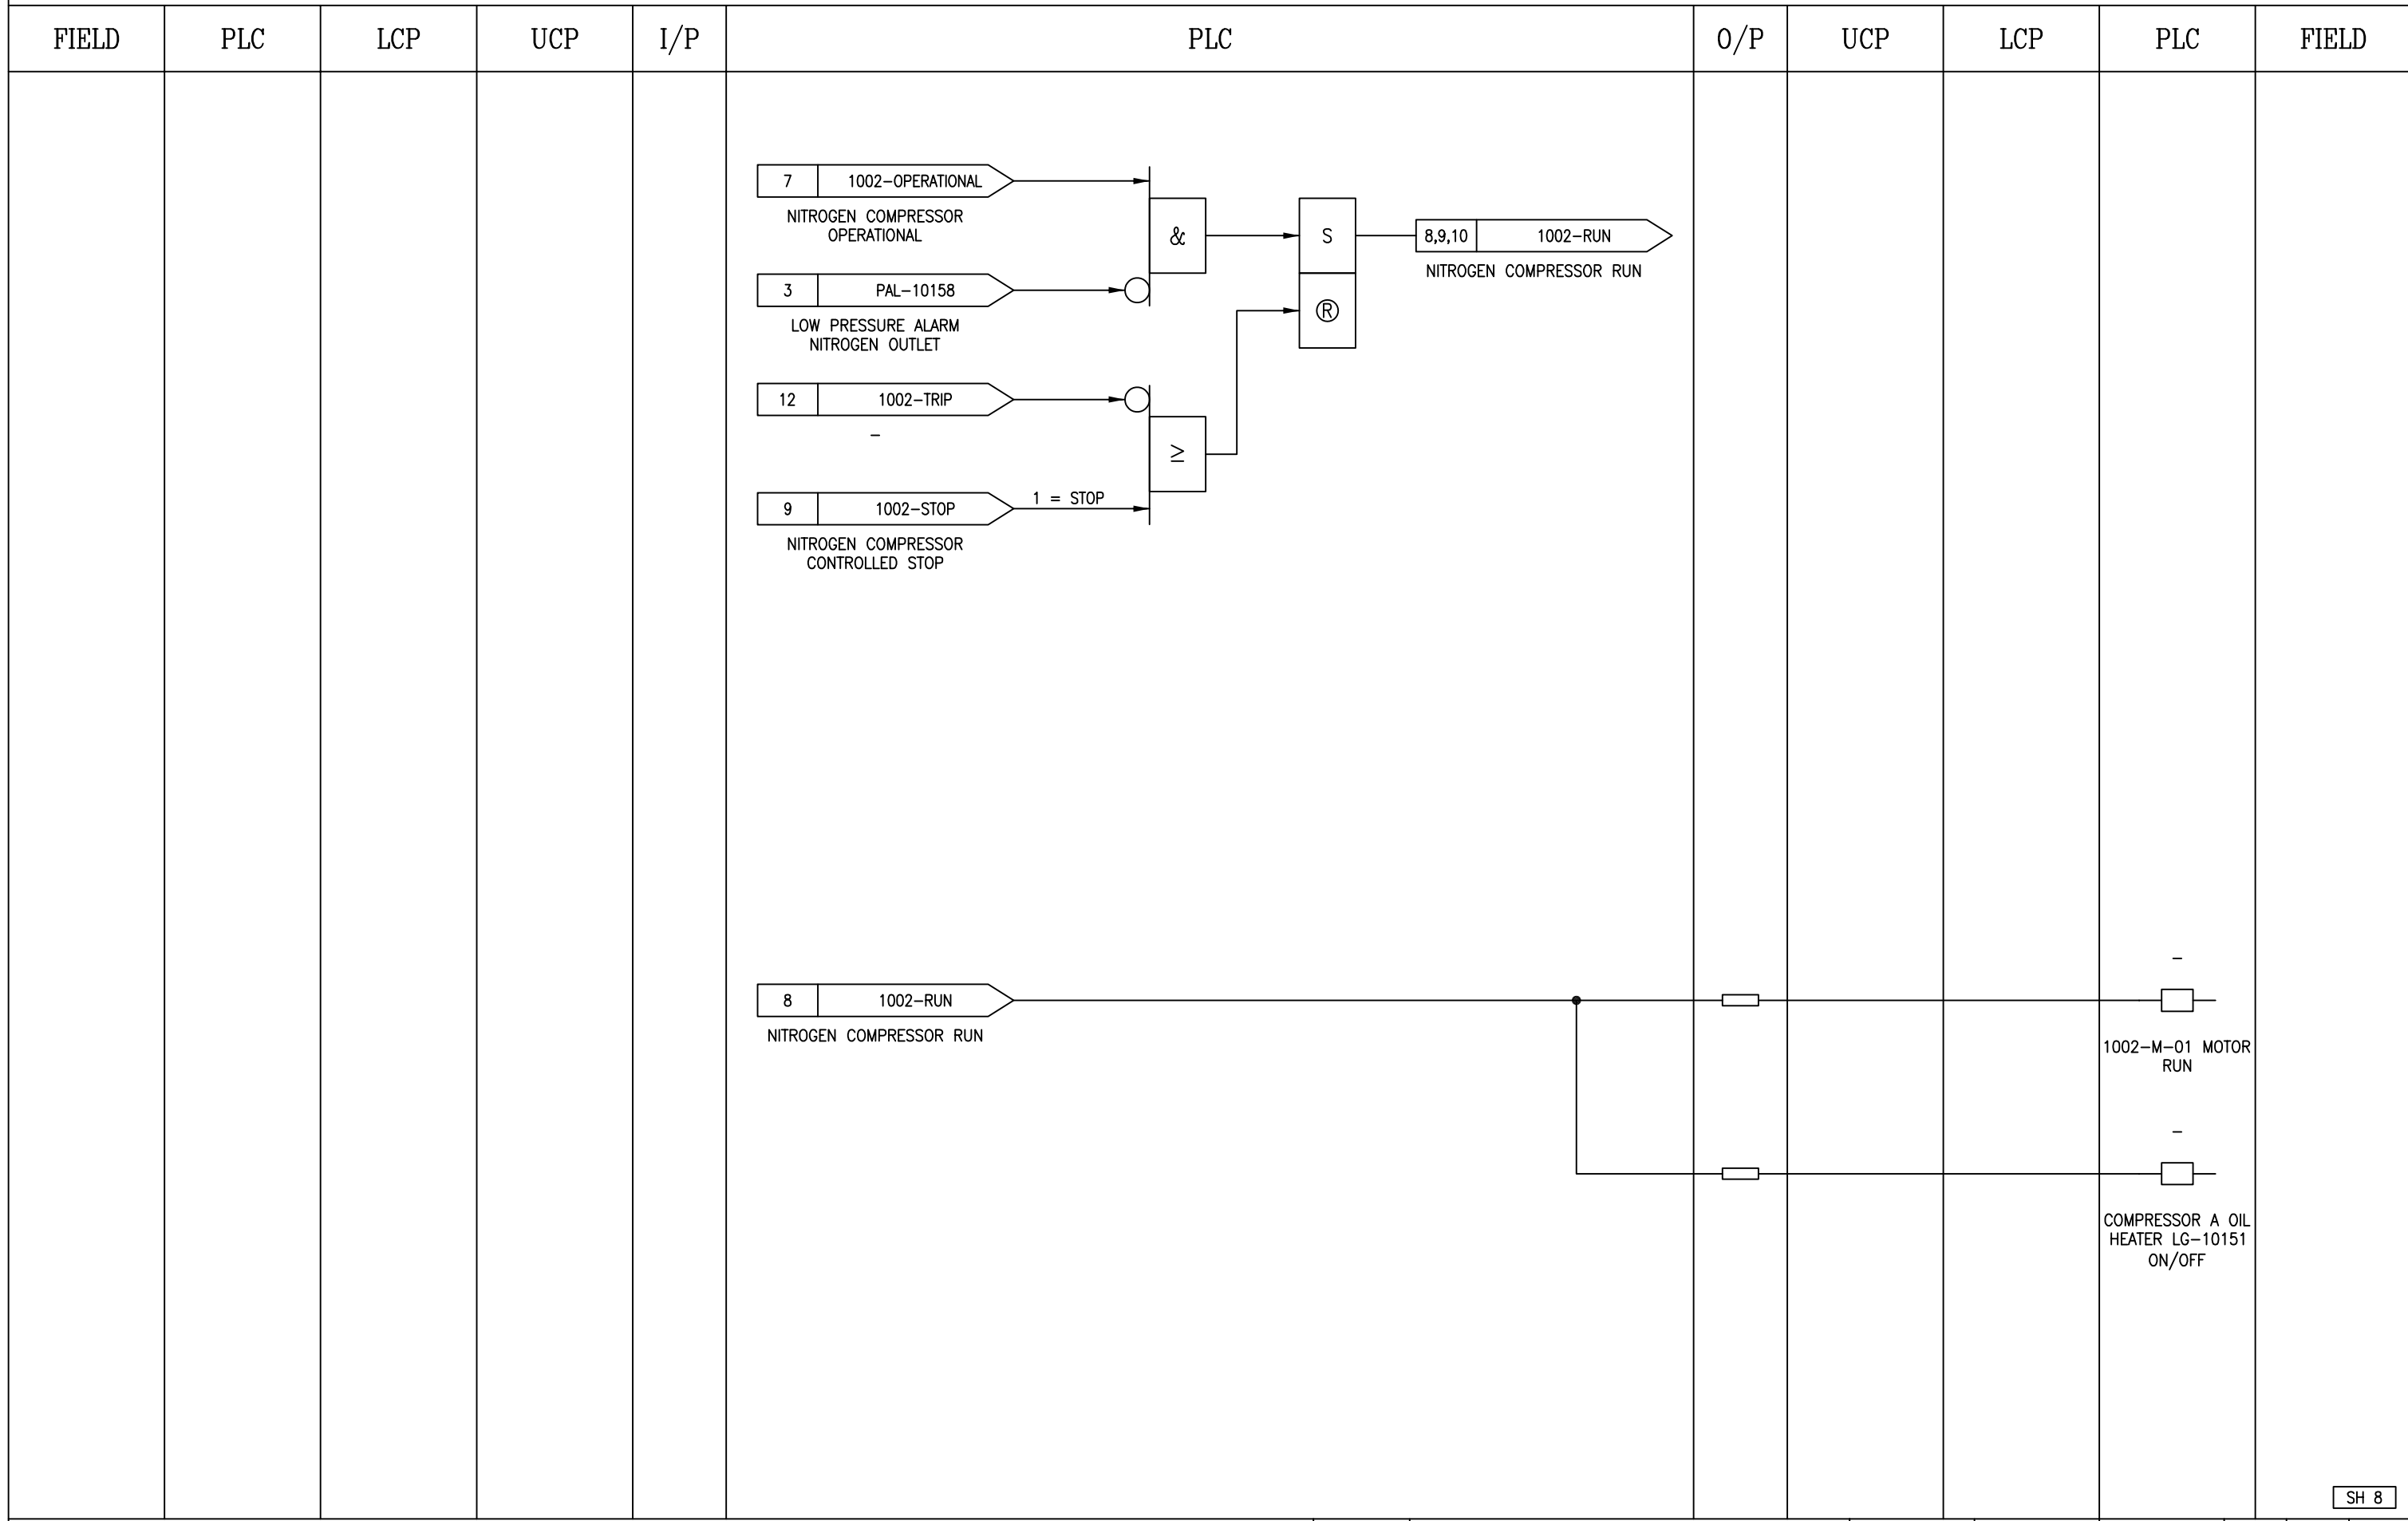 FIELD PLC LCP UCP I/P PLC O/P UCP LCP PLC FIELD
7 1002-OPERATIONAL
NITROGEN COMPRESSOR
OPERATIONAL
&
S
8,9,10 1002-RUN
NITROGEN COMPRESSOR RUN
3 PAL-10158
LOW PRESSURE ALARM
NITROGEN OUTLET
R
12 1002-TRIP
-
≥
9 1002-STOP
1 = STOP
NITROGEN COMPRESSOR
CONTROLLED STOP
8 1002-RUN
NITROGEN COMPRESSOR RUN
-
1002-M-01 MOTOR
RUN
-
COMPRESSOR A OIL
HEATER LG-10151
ON/OFF
SH 8